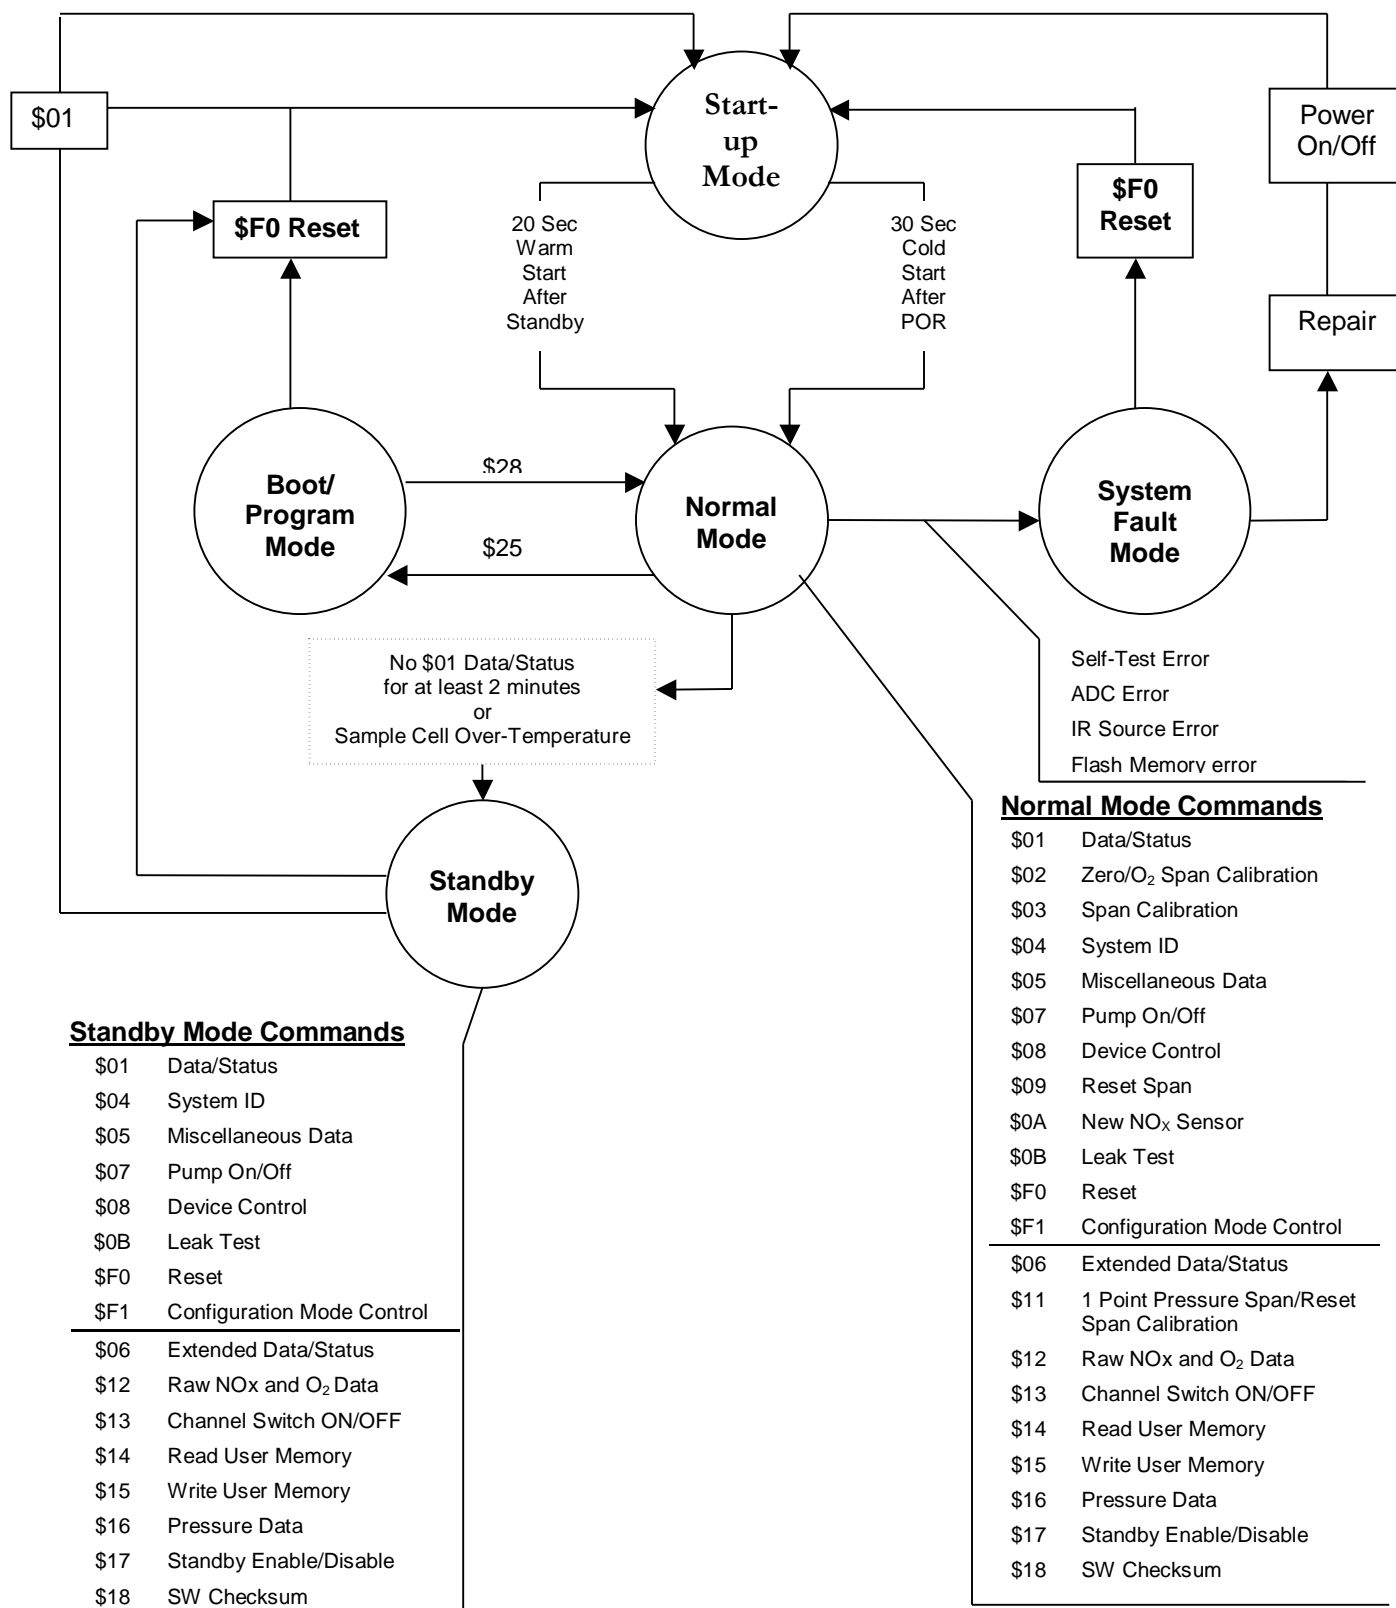 $01
Start-
up
Mode
Power
On/Off
$F0 Reset
$F0
Reset
20 Sec
Warm
Start
After
Standby
30 Sec
Cold
Start
After
POR
Repair
Boot/
Program
Mode
$28
$25
Normal
Mode
System
Fault
Mode
No $01 Data/Status
for at least 2 minutes
or
Sample Cell Over-Temperature
Self-Test Error
ADC Error
IR Source Error
Flash Memory error
Standby
Mode
Normal Mode Commands
$01 Data/Status
$02 Zero/O₂ Span Calibration
$03 Span Calibration
$04 System ID
$05 Miscellaneous Data
$07 Pump On/Off
$08 Device Control
$09 Reset Span
$0A New NOₓ Sensor
$0B Leak Test
$F0 Reset
$F1 Configuration Mode Control
$06 Extended Data/Status
$11 1 Point Pressure Span/Reset
Span Calibration
$12 Raw NOx and O₂ Data
$13 Channel Switch ON/OFF
$14 Read User Memory
$15 Write User Memory
$16 Pressure Data
$17 Standby Enable/Disable
$18 SW Checksum
Standby Mode Commands
$01 Data/Status
$04 System ID
$05 Miscellaneous Data
$07 Pump On/Off
$08 Device Control
$0B Leak Test
$F0 Reset
$F1 Configuration Mode Control
$06 Extended Data/Status
$12 Raw NOx and O₂ Data
$13 Channel Switch ON/OFF
$14 Read User Memory
$15 Write User Memory
$16 Pressure Data
$17 Standby Enable/Disable
$18 SW Checksum